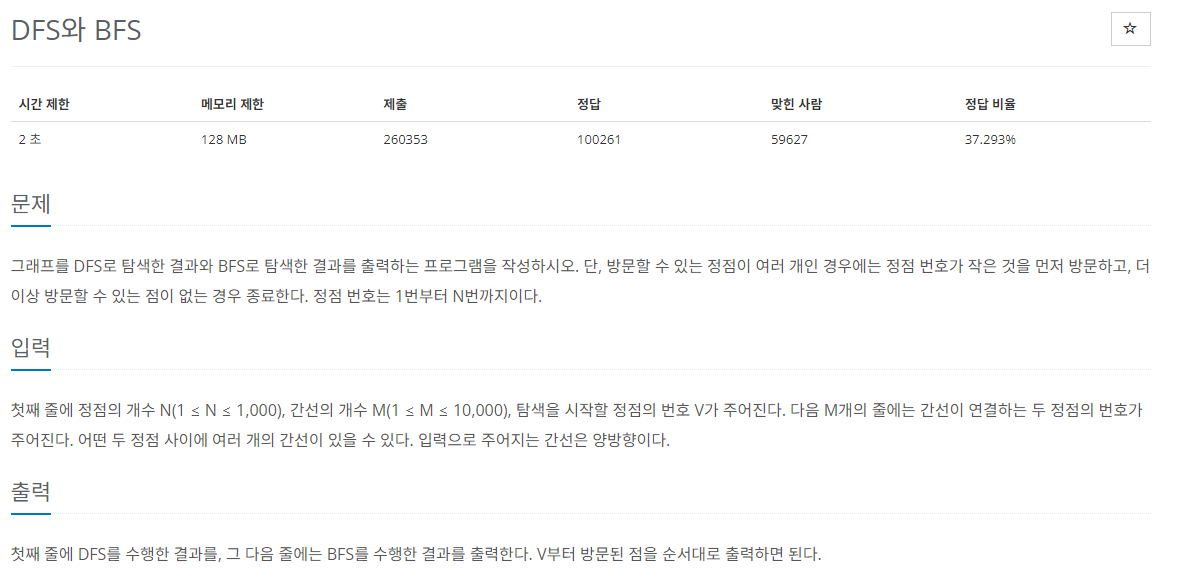 DFS와 BFS
☆
시간 제한 메모리 제한 제출 정답 맞힌 사람 정답 비율
2 초 128 MB 260353 100261 59627 37.293%
문제
그래프를 DFS로 탐색한 결과와 BFS로 탐색한 결과를 출력하는 프로그램을 작성하시오. 단, 방문할 수 있는 정점이 여러 개인 경우에는 정점 번호가 작은 것을 먼저 방문하고, 더
이상 방문할 수 있는 점이 없는 경우 종료한다. 정점 번호는 1번부터 N번까지이다.
입력
첫째 줄에 정점의 개수 N(1 ≤ N ≤ 1,000), 간선의 개수 M(1 ≤ M ≤ 10,000), 탐색을 시작할 정점의 번호 V가 주어진다. 다음 M개의 줄에는 간선이 연결하는 두 정점의 번호가
주어진다. 어떤 두 정점 사이에 여러 개의 간선이 있을 수 있다. 입력으로 주어지는 간선은 양방향이다.
출력
첫째 줄에 DFS를 수행한 결과를, 그 다음 줄에는 BFS를 수행한 결과를 출력한다. V부터 방문된 점을 순서대로 출력하면 된다.